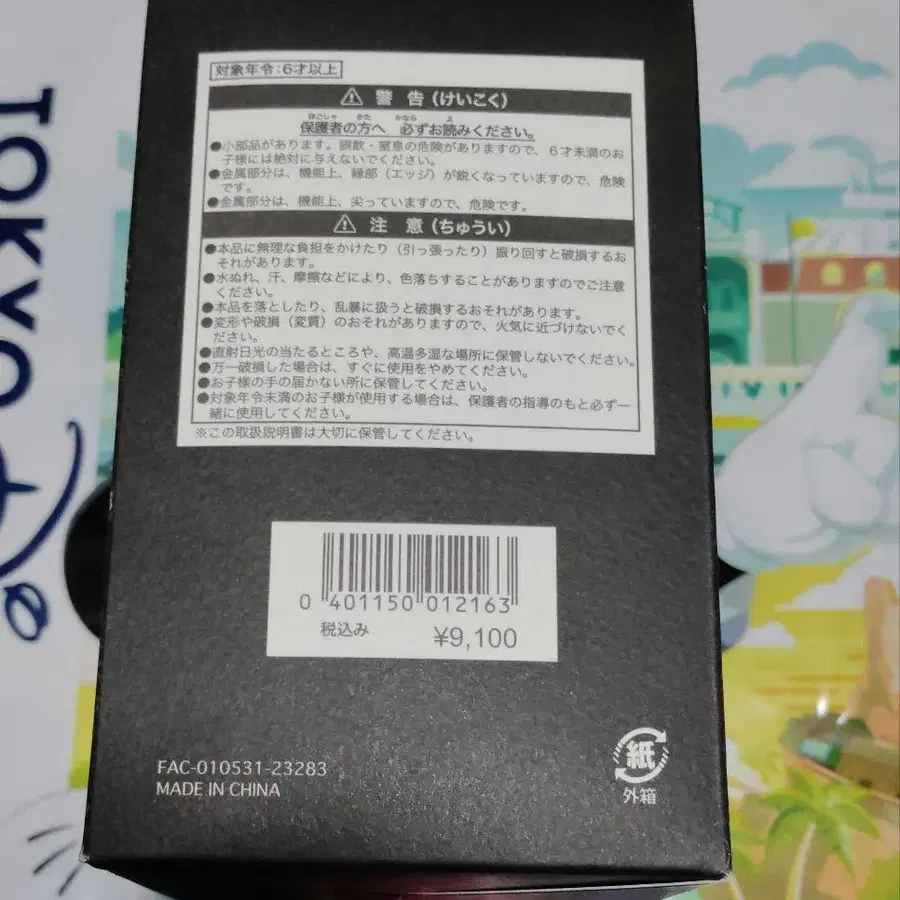 対象年令:6才以上
⚠ 警 告 (けいこく)
保護者の方へ 必ずお読みください。
●小部品があります。誤飲・窒息の危険がありますので、6才未満のお
子様には絶対に与えないでください。
●金属部分は、機能上、縁部(エッジ)が鋭くなっていますので、危険
です。
●金属部分は、機能上、尖っていますので、危険です。
⚠ 注 意 (ちゅうい)
●本品に無理な負担をかけたり(引っ張ったり)振り回すと破損するお
それがあります。
●水ぬれ、汗、摩擦などにより、色落ちすることがありますのでご注意
ください。
●本品を落としたり、乱暴に扱うと破損するおそれがあります。
●変形や破損(変質)のおそれがありますので、火気に近づけないでく
ださい。
●直射日光の当たるところや、高温多湿な場所に保管しないでください。
●万一破損した場合は、すぐに使用をやめてください。
●お子様の手の届かない所に保管してください。
●対象年令未満のお子様が使用する場合は、保護者の指導のもと必ず一
緒に使用してください。
※この取扱説明書は大切に保管してください。
0 401150 012163
税込み ¥9,100
FAC-010531-23283
MADE IN CHINA
紙
外箱
TOKYO